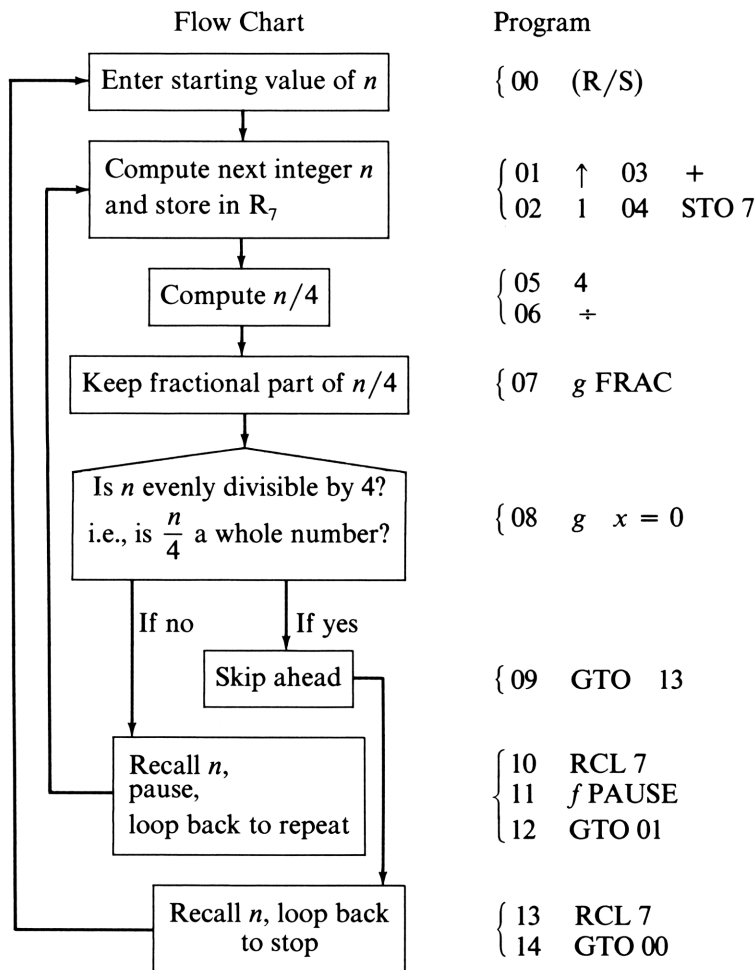 Flow Chart Program
Enter starting value of n { 00 (R/S)
Compute next integer n
and store in R₇
01 ↑ 03 +
02 1 04 STO 7
Compute n/4
05 4
06 ÷
Keep fractional part of n/4 { 07 g FRAC
Is n evenly divisible by 4?
i.e., is n/4 a whole number?
{ 08 g x = 0
If no If yes
Skip ahead { 09 GTO 13
Recall n,
pause,
loop back to repeat
10 RCL 7
11 f PAUSE
12 GTO 01
Recall n, loop back
to stop
13 RCL 7
14 GTO 00